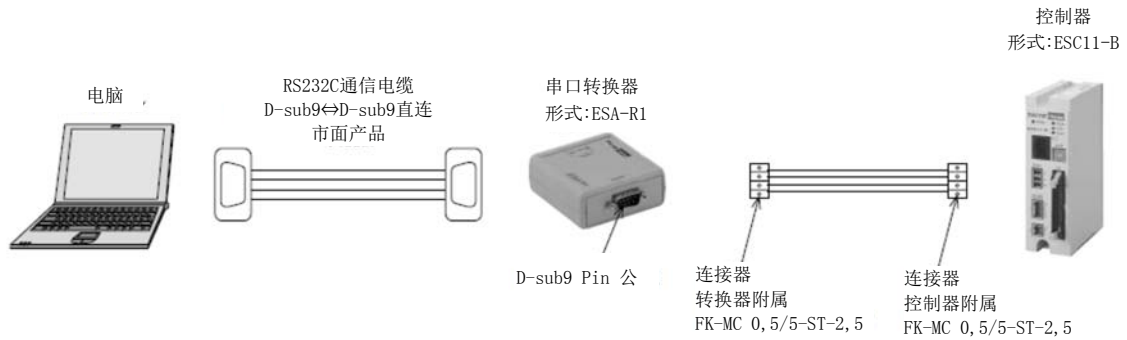 控制器
形式:ESC11-B
电脑
RS232C通信电缆
D-sub9⇔D-sub9直连
市面产品
串口转换器
形式:ESA-R1
D-sub9 Pin 公
连接器
转换器附属
FK-MC 0,5/5-ST-2,5
连接器
控制器附属
FK-MC 0,5/5-ST-2,5